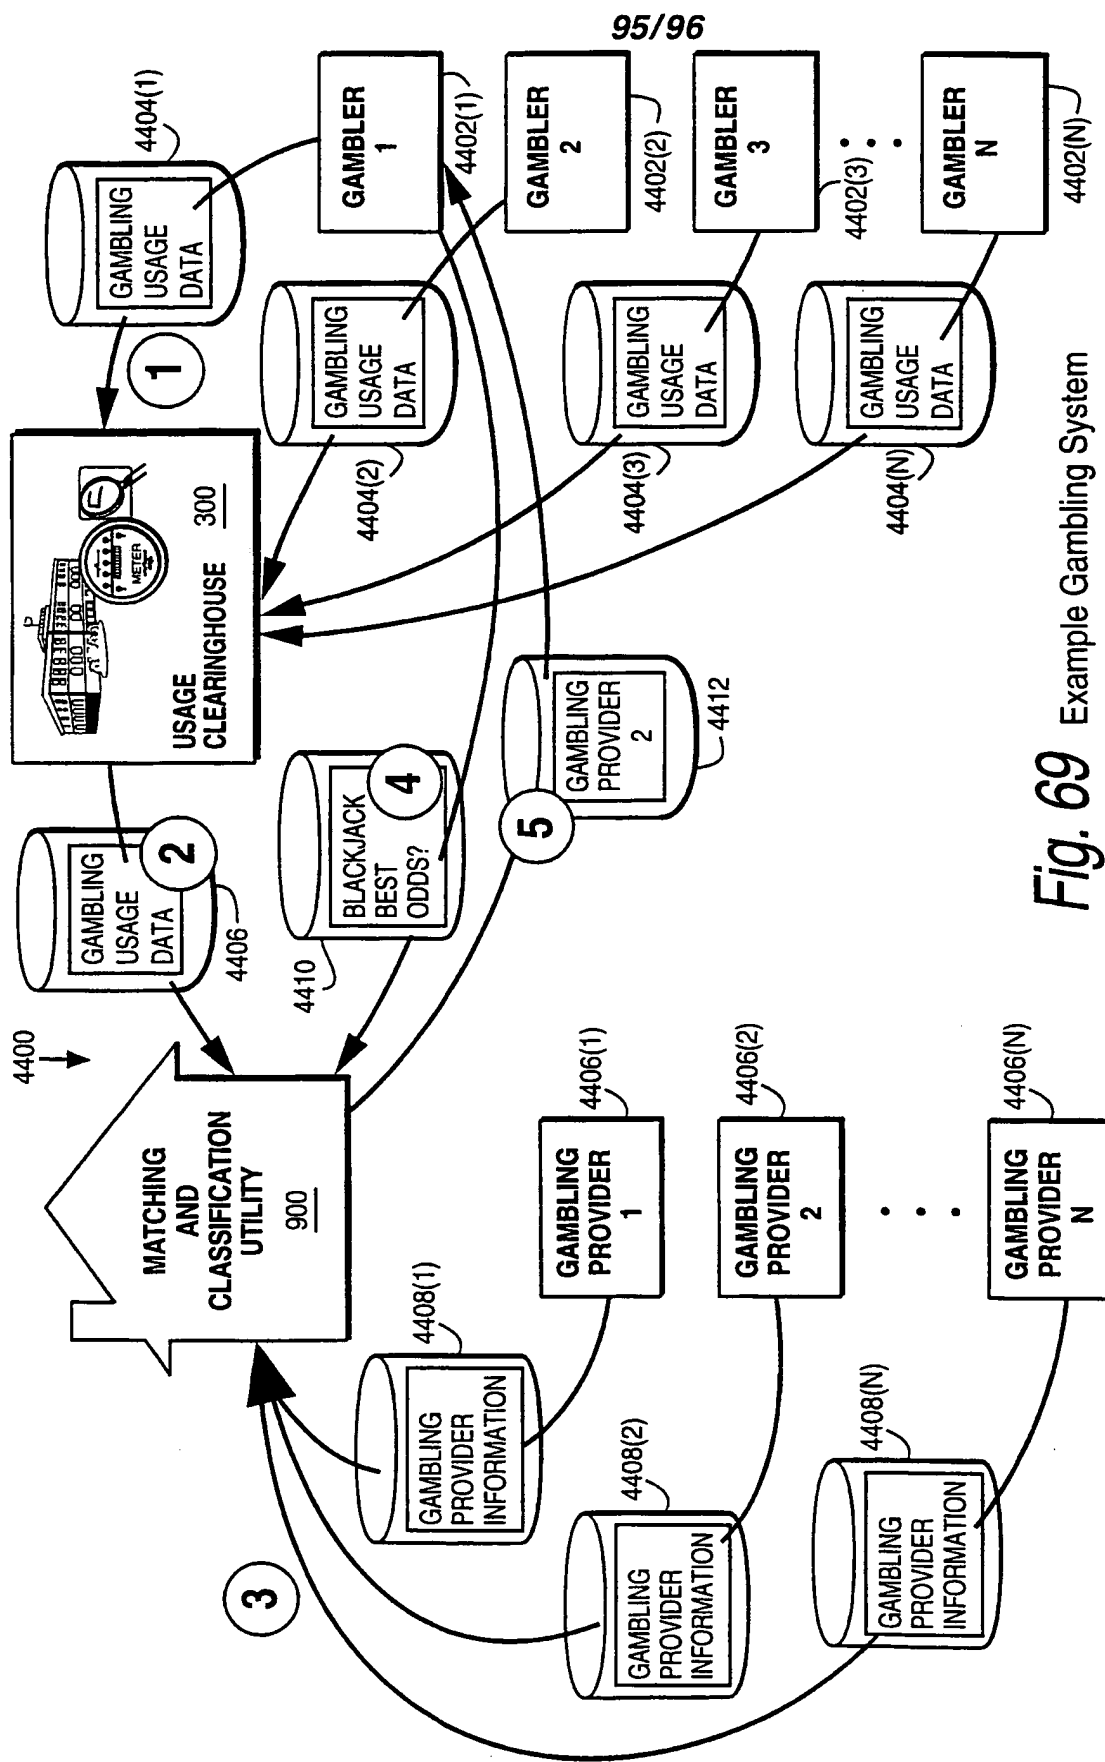 95/96
4400
MATCHING
AND
CLASSIFICATION
UTILITY
900
GAMBLING
USAGE
DATA
2
4406
USAGE
CLEARINGHOUSE
300
METER
1
GAMBLING
USAGE
DATA
4404(1)
4410
BLACKJACK
BEST
ODDS?
4
GAMBLING
USAGE
DATA
4404(2)
GAMBLER
1
4402(1)
GAMBLER
2
4402(2)
GAMBLER
3
4402(3)
GAMBLER
N
4402(N)
GAMBLING
USAGE
DATA
4404(3)
GAMBLING
USAGE
DATA
4404(N)
5
GAMBLING
PROVIDER
2
4412
3
GAMBLING
PROVIDER
INFORMATION
4408(1)
GAMBLING
PROVIDER
1
4406(1)
GAMBLING
PROVIDER
INFORMATION
4408(2)
GAMBLING
PROVIDER
2
4406(2)
GAMBLING
PROVIDER
INFORMATION
4408(N)
GAMBLING
PROVIDER
N
4406(N)
Fig. 69 Example Gambling System